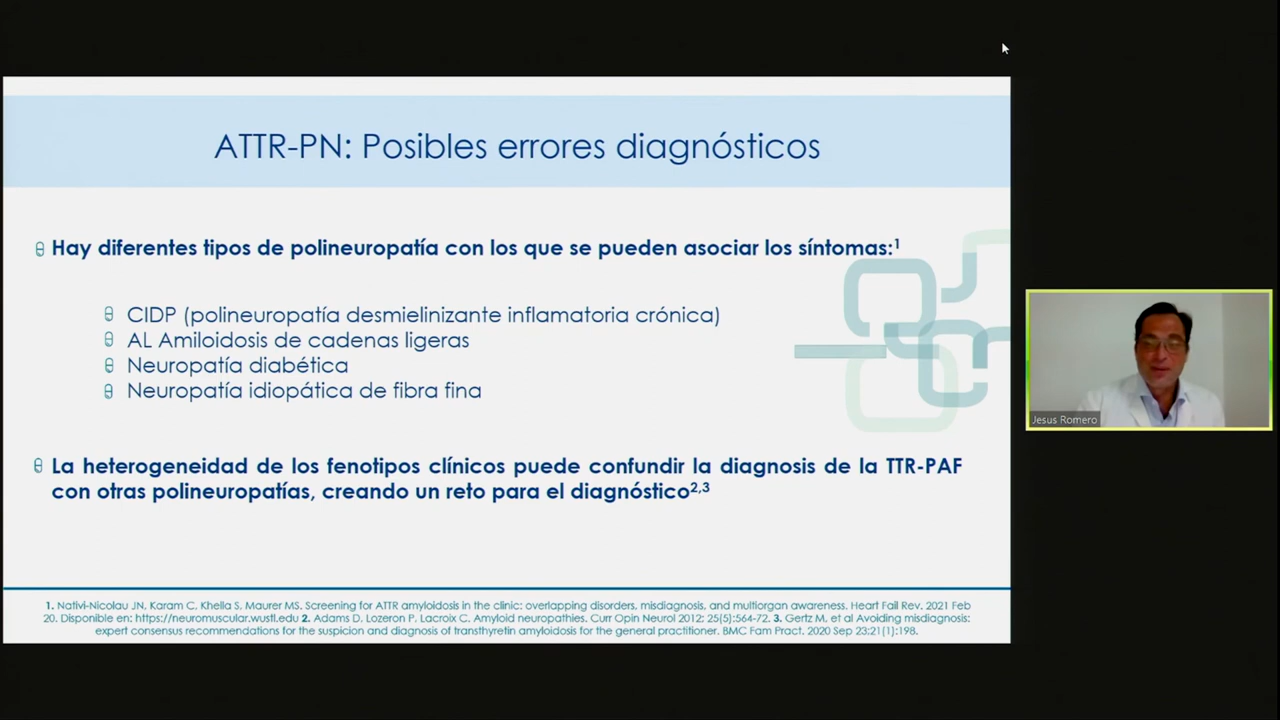 ATTR-PN: Posibles errores diagnósticos
Hay diferentes tipos de polineuropatía con los que se pueden asociar los síntomas:1
CIDP (polineuropatía desmielinizante inflamatoria crónica)
AL Amiloidosis de cadenas ligeras
Neuropatía diabética
Neuropatía idiopática de fibra fina
La heterogeneidad de los fenotipos clínicos puede confundir la diagnosis de la TTR-PAF
con otras polineuropatías, creando un reto para el diagnóstico2,3
1. Nativi-Nicolau JN, Karam C, Khella S, Maurer MS. Screening for ATTR amyloidosis in the clinic: overlapping disorders, misdiagnosis, and multiorgan awareness. Heart Fail Rev. 2021 Feb
20. Disponible en: https://neuromuscular.wustl.edu 2. Adams D, Lozeron P, Lacroix C. Amyloid neuropathies. Curr Opin Neurol 2012; 25(5):564-72. 3. Gertz M, et al Avoiding misdiagnosis:
expert consensus recommendations for the suspicion and diagnosis of transthyretin amyloidosis for the general practitioner. BMC Fam Pract. 2020 Sep 23;21(1):198.
Jesus Romero